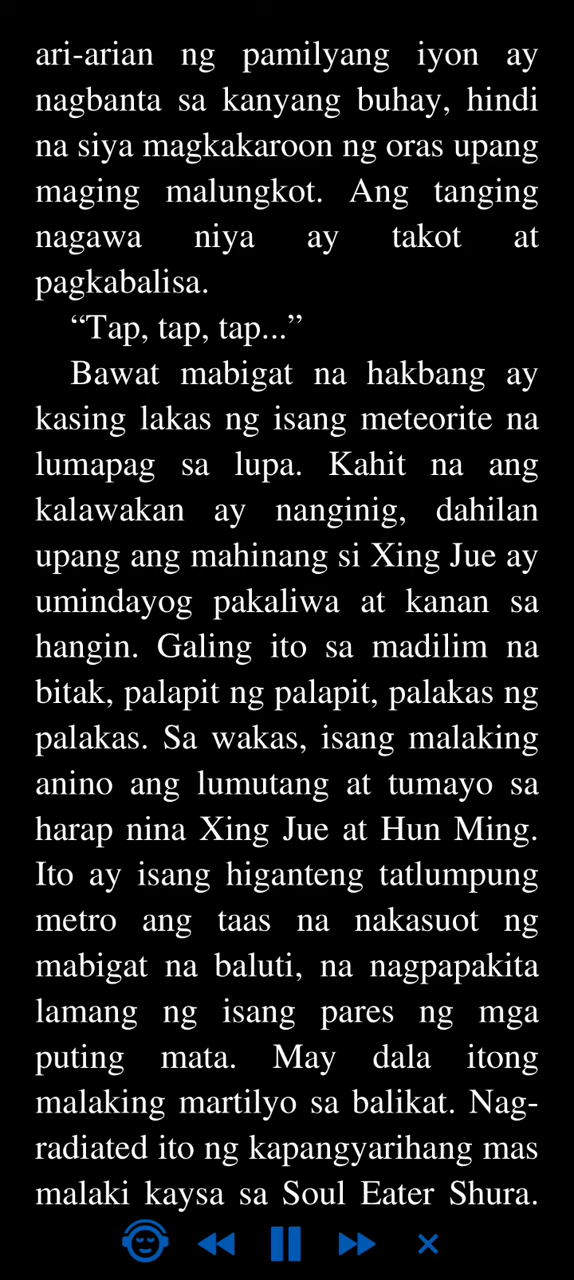 ari-arian ng pamilyang iyon ay
nagbanta sa kanyang buhay, hindi
na siya magkakaroon ng oras upang
maging malungkot. Ang tanging
nagawa niya ay takot at
pagkabalisa.
“Tap, tap, tap...”
Bawat mabigat na hakbang ay
kasing lakas ng isang meteorite na
lumapag sa lupa. Kahit na ang
kalawakan ay nanginig, dahilan
upang ang mahinang si Xing Jue ay
umindayog pakaliwa at kanan sa
hangin. Galing ito sa madilim na
bitak, palapit ng palapit, palakas ng
palakas. Sa wakas, isang malaking
anino ang lumutang at tumayo sa
harap nina Xing Jue at Hun Ming.
Ito ay isang higanteng tatlumpung
metro ang taas na nakasuot ng
mabigat na baluti, na nagpapakita
lamang ng isang pares ng mga
puting mata. May dala itong
malaking martilyo sa balikat. Nag-
radiated ito ng kapangyarihang mas
malaki kaysa sa Soul Eater Shura.